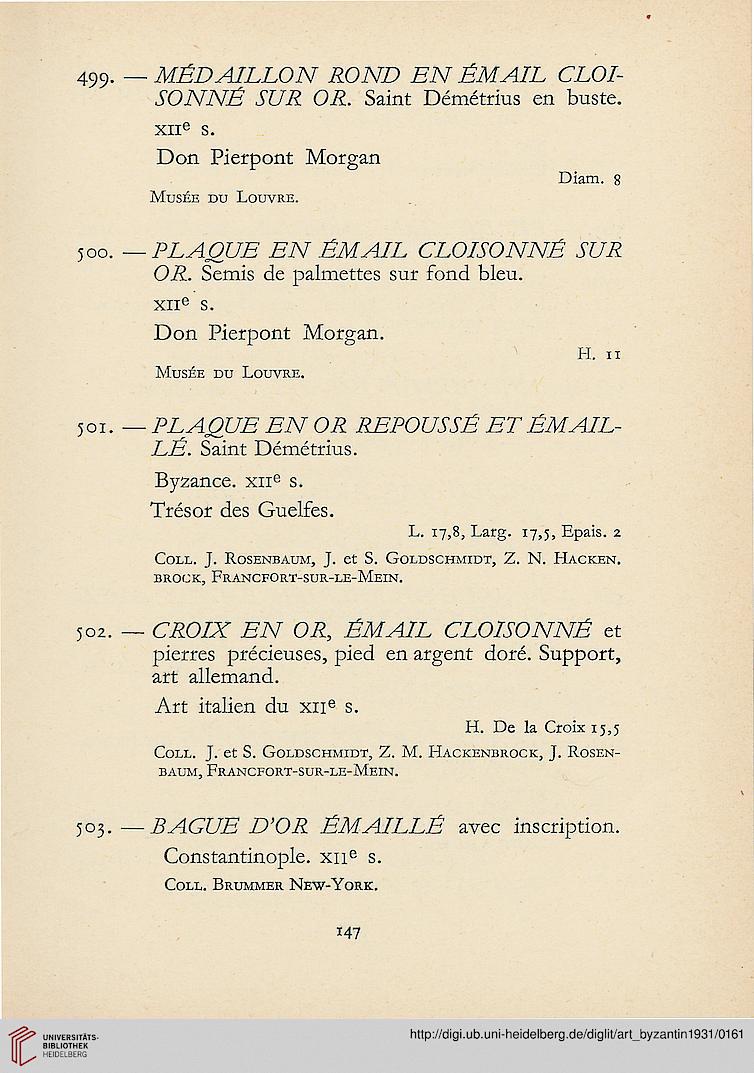 499. — MÉDAILLON ROND EN ÉMAIL CLOI-
SONNÉ SUR OR. Saint Démétrius en buste.
XIIe s.
Don Pierpont Morgan
Diam. 8
Musée du Louvre.
500. — PLAQUE EN ÉMAIL CLOISONNÉ SUR
OR. Semis de palmettes sur fond bleu.
XIIe s.
Don Pierpont Morgan.
H. 11
Musée du Louvre.
501. — PLAQUE EN OR REPOUSSÉ ET ÉMAIL-
LÉ. Saint Démétrius.
Byzance. XIIe s.
Trésor des Guelfes.
L. 17,8, Larg. 17,5, Epais. 2
Coll. J. Rosenbaum, J. et S. Goldschmidt, Z. N. Hacken.
brock, Francfort-sur-le-Mein.
502. — CROIX EN OR, ÉMAIL CLOISONNÉ et
pierres précieuses, pied en argent doré. Support,
art allemand.
Art italien du XIIe s.
H. De la Croix 15,5
Coll. J. et S. Goldschmidt, Z. M. Hackenbrock, J. Rosen-
baum, Francfort-sur-le-Mein.
503. — BAGUE D'OR ÉMAILLÉ avec inscription.
Constantinople. XIIe s.
Coll. Brummer New-York.
147
UNIVERSITÄTS-
BIBLIOTHEK
HEIDELBERG
http://digi.ub.uni-heidelberg.de/diglit/art_byzantin1931/0161